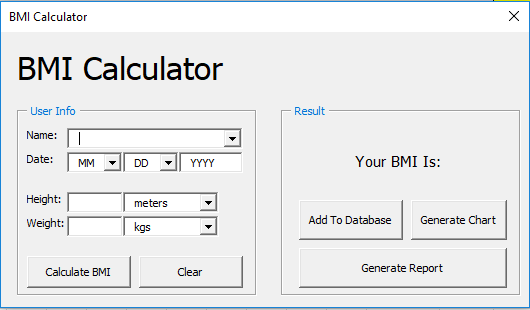 BMI Calculator
BMI Calculator
User Info
Name:
Date: MM DD YYYY
Height: meters
Weight: kgs
Calculate BMI Clear
Result
Your BMI Is:
Add To Database Generate Chart
Generate Report